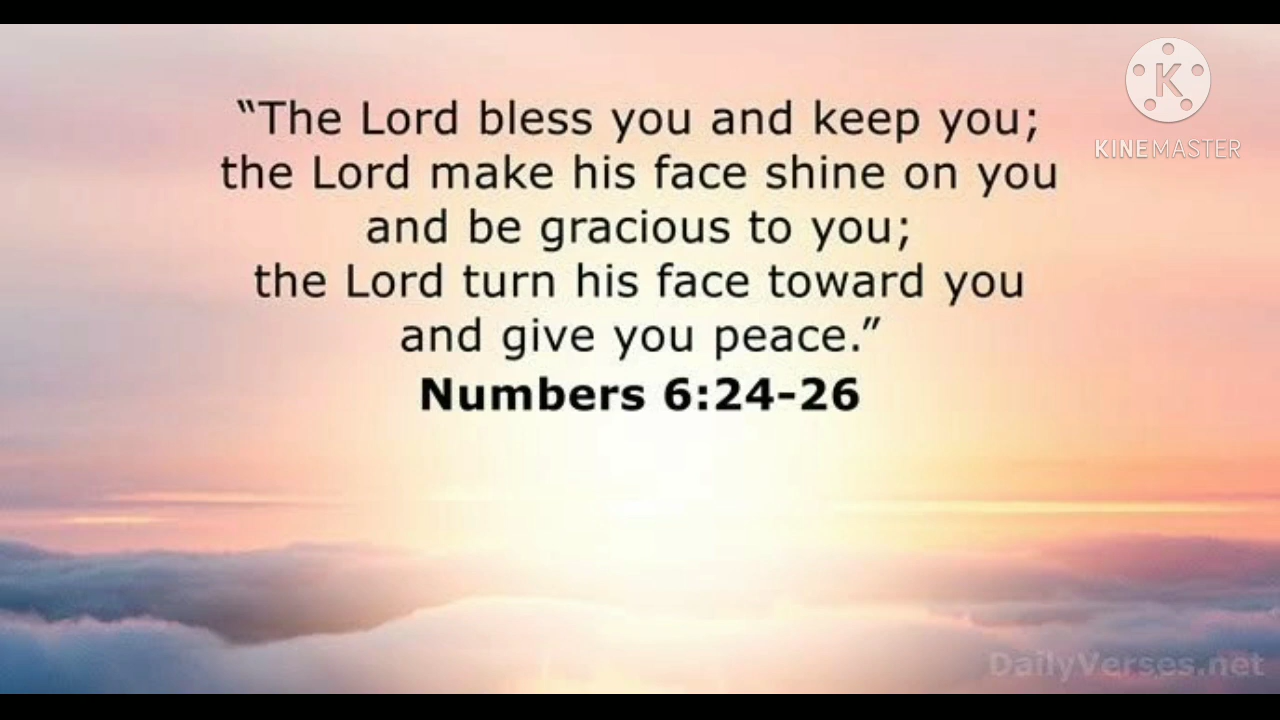 “The Lord bless you and keep you;
the Lord make his face shine on you
and be gracious to you;
the Lord turn his face toward you
and give you peace.”
Numbers 6:24-26
K
KINEMASTER
DailyVerses.net